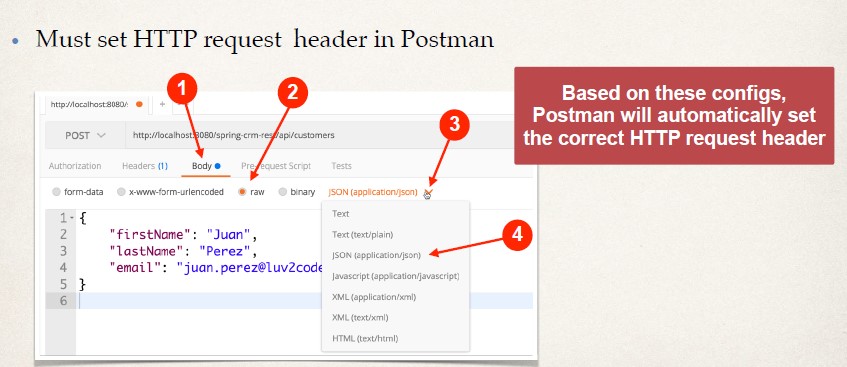 • Must set HTTP request header in Postman
Based on these configs,
Postman will automatically set
the correct HTTP request header
1
2
3
4
http://localhost:8080/s
+
POST
http://localhost:8080/spring-crm-rest/api/customers
Authorization Headers (1) Body Pre-request Script Tests
form-data x-www-form-urlencoded raw binary JSON (application/json)
1 {
2 "firstName": "Juan",
3 "lastName": "Perez",
4 "email": "juan.perez@luv2code
5 }
6
Text
Text (text/plain)
JSON (application/json)
Javascript (application/javascript)
XML (application/xml)
XML (text/xml)
HTML (text/html)